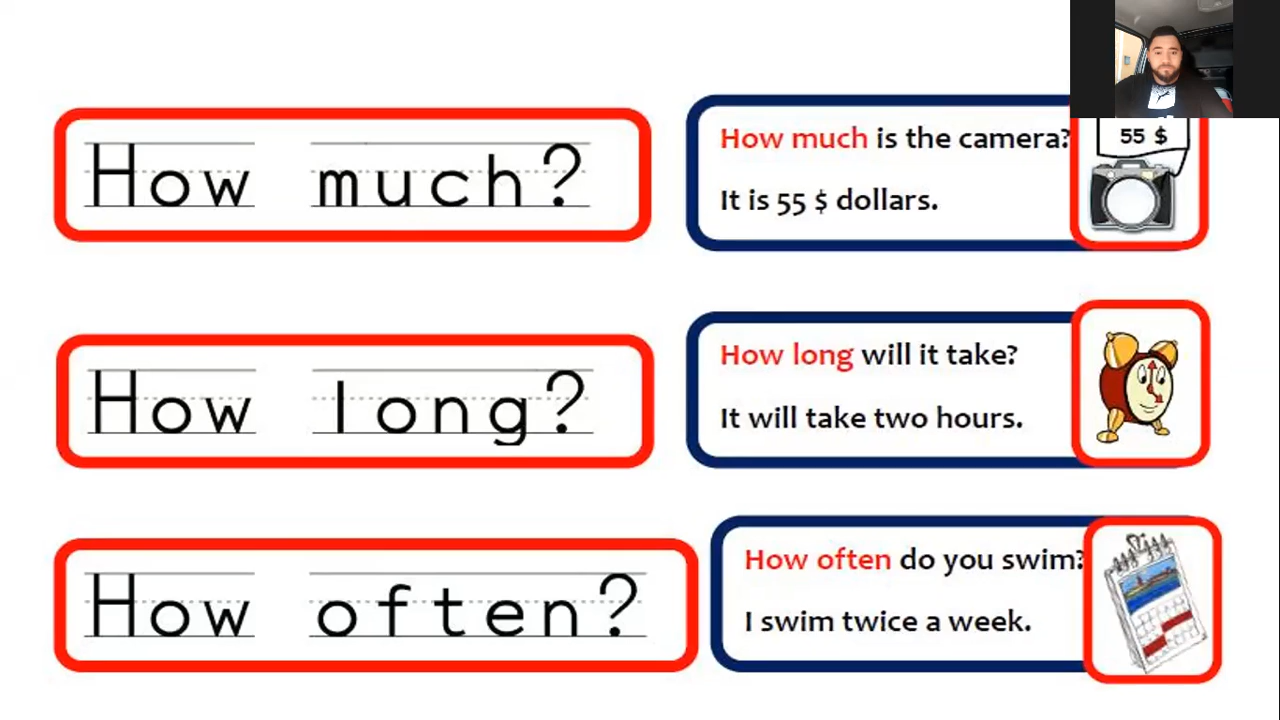 How much?
How much is the camera?
It is 55 $ dollars.
55 $
How long?
How long will it take?
It will take two hours.
How often?
How often do you swim?
I swim twice a week.